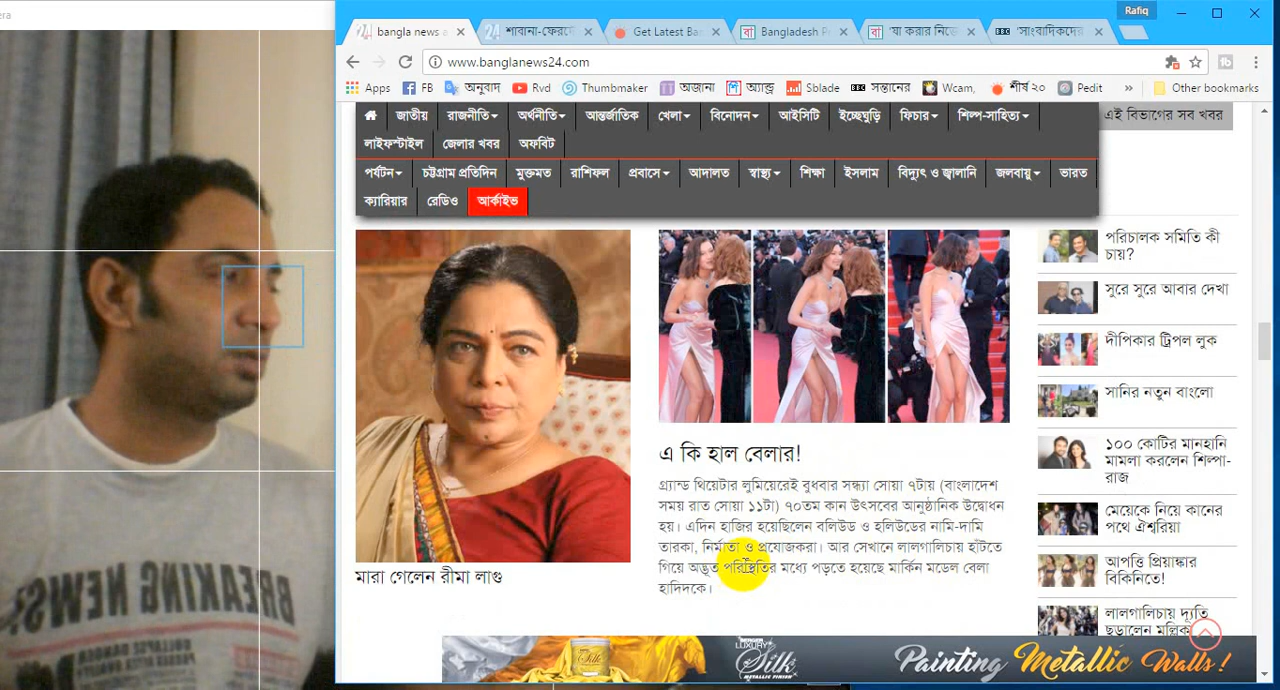 era
Rafiq
bangla news a
শাবানা-ফেরদৌ
Get Latest Ba
Bangladesh P
'যা করার নিজে
'সাংবাদিকদের
www.banglanews24.com
Apps FB অনুবাদ Rvd Thumbmaker অজানা অ্যান্ড্র Sblade সন্তানের Wcam, শীর্ষ ২০ Pedit » Other bookmarks
জাতীয় রাজনীতি অর্থনীতি আন্তর্জাতিক খেলা বিনোদন আইসিটি ইচ্ছেঘুড়ি ফিচার শিল্প-সাহিত্য
এই বিভাগের সব খবর
লাইফস্টাইল জেলার খবর অফবিট
পর্যটন চট্টগ্রাম প্রতিদিন মুক্তমত রাশিফল প্রবাসে আদালত স্বাস্থ্য শিক্ষা ইসলাম বিদ্যুৎ ও জ্বালানি জলবায়ু ভারত
ক্যারিয়ার রেডিও আর্কাইভ
মারা গেলেন রীমা লাগু
এ কি হাল বেলার!
গ্র্যান্ড থিয়েটার লুমিয়েরেই বুধবার সন্ধ্যা সোয়া ৭টায় (বাংলাদেশ
সময় রাত সোয়া ১১টা) ৭০তম কান উৎসবের আনুষ্ঠানিক উদ্বোধন
হয়। এদিন হাজির হয়েছিলেন বলিউড ও হলিউডের নামি-দামি
তারকা, নির্মাতা ও প্রযোজকরা। আর সেখানে লালগালিচায় হাঁটতে
গিয়ে অদ্ভূত পরিস্থিতির মধ্যে পড়তে হয়েছে মার্কিন মডেল বেলা
হাদিদকে।
পরিচালক সমিতি কী
চায়?
সুরে সুরে আবার দেখা
দীপিকার ট্রিপল লুক
সানির নতুন বাংলো
১০০ কোটির মানহানি
মামলা করলেন শিল্পা-
রাজ
মেয়েকে নিয়ে কানের
পথে ঐশ্বরিয়া
আপত্তি প্রিয়াঙ্কার
বিকিনিতে!
লালগালিচায় দ্যুতি
ছড়ালেন মল্লিকা
BREAKING NEWS?
LUXURY
Silk
METALLIC FINISH
Painting Metallic Walls !